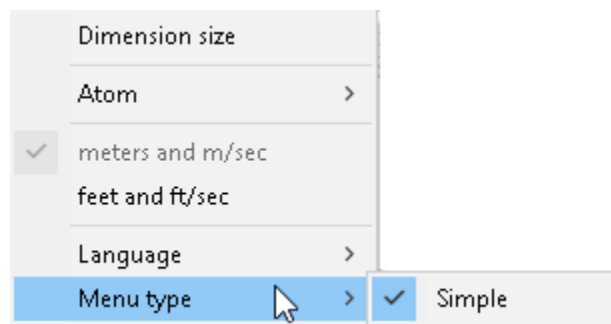 Dimension size
Atom
meters and m/sec
feet and ft/sec
Language
Menu type
Simple